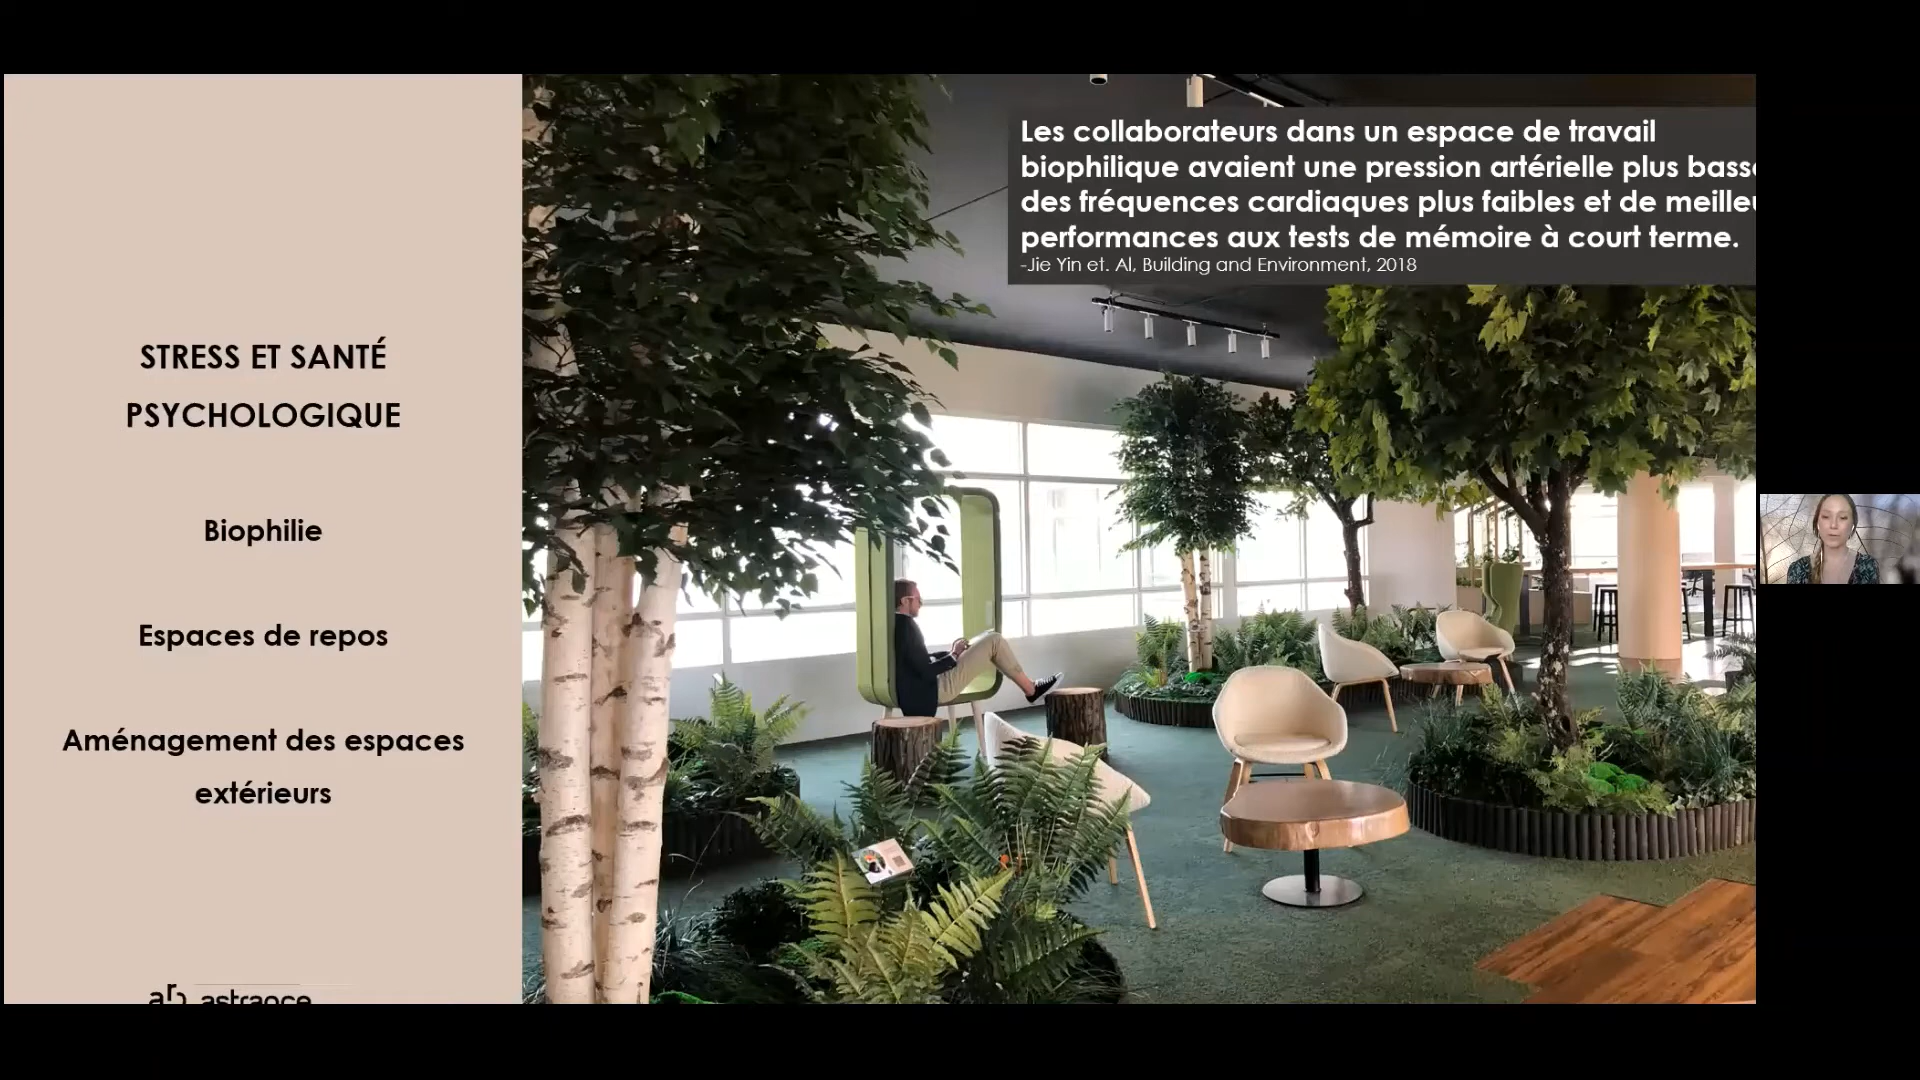 STRESS ET SANTÉ
PSYCHOLOGIQUE
Biophilie
Espaces de repos
Aménagement des espaces
extérieurs
astrance
Les collaborateurs dans un espace de travail
biophilique avaient une pression artérielle plus basse
des fréquences cardiaques plus faibles et de
performances aux tests de mémoire à court terme.
-Jie Yin et. Al, Building and Environment, 2018